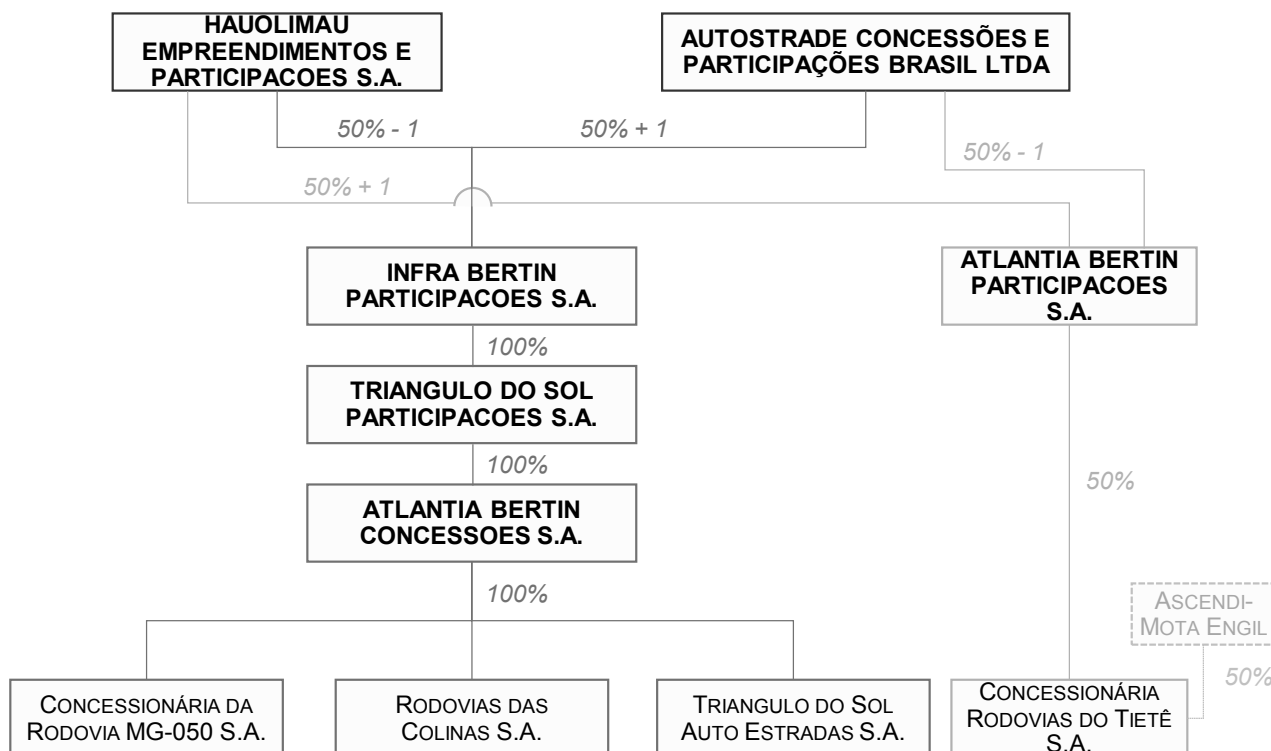 HAUOLIMAU
EMPREENDIMENTOS E
PARTICIPACOES S.A.
AUTOSTRADE CONCESSÕES E
PARTICIPAÇÕES BRASIL LTDA
50% - 1
50% + 1
50% - 1
50% + 1
INFRA BERTIN
PARTICIPACOES S.A.
ATLANTIA BERTIN
PARTICIPACOES
S.A.
100%
TRIANGULO DO SOL
PARTICIPACOES S.A.
100%
50%
ATLANTIA BERTIN
CONCESSOES S.A.
100%
ASCENDI-
MOTA ENGIL
50%
CONCESSIONÁRIA DA
RODOVIA MG-050 S.A.
RODOVIAS DAS
COLINAS S.A.
TRIANGULO DO SOL
AUTO ESTRADAS S.A.
CONCESSIONÁRIA
RODOVIAS DO TIETÊ
S.A.